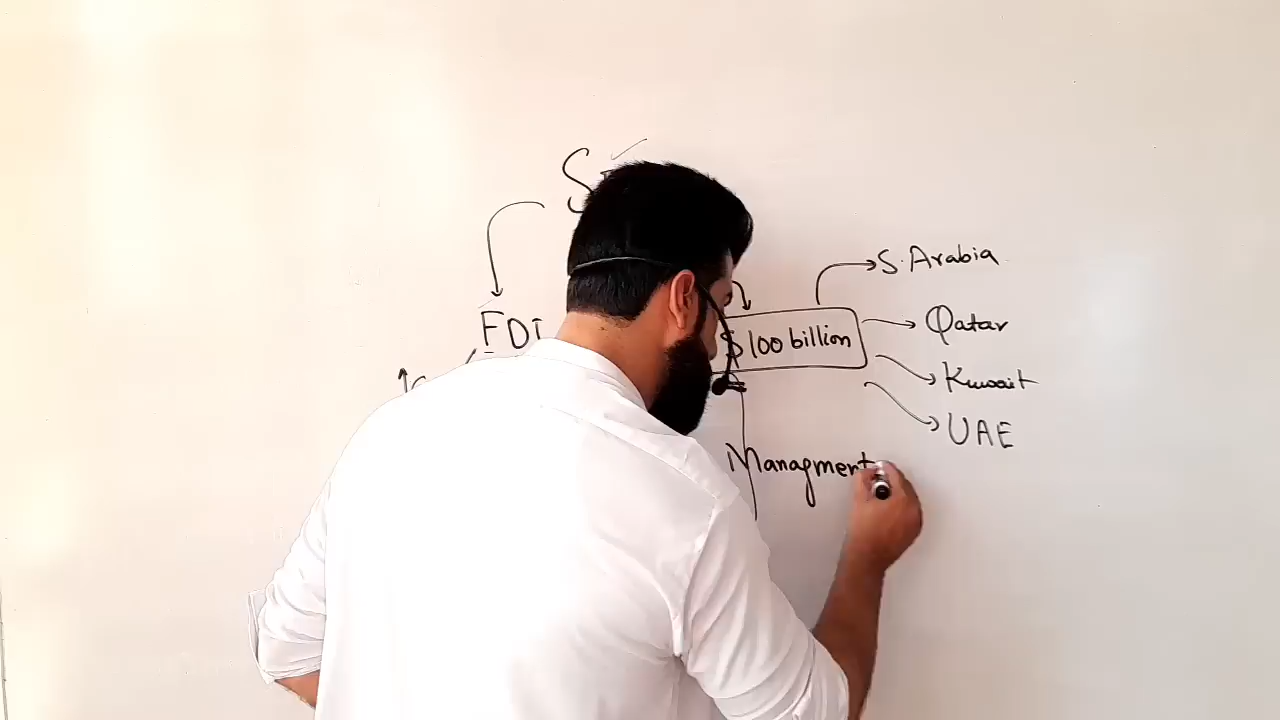 S. Arabia
FDI
$100 billion
Qatar
Kuwait
UAE
Managment